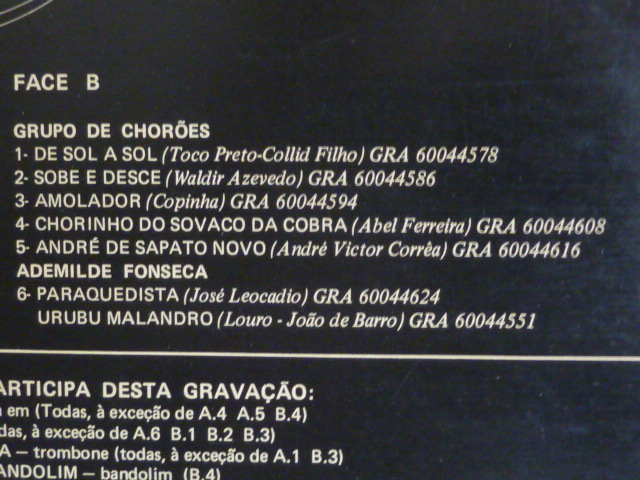 FACE B
GRUPO DE CHORÕES
1- DE SOL A SOL (Toco Preto-Collid Filho) GRA 60044578
2- SOBE E DESCE (Waldir Azevedo) GRA 60044586
3- AMOLADOR (Copinha) GRA 60044594
4- CHORINHO DO SOVACO DA COBRA (Abel Ferreira) GRA 60044608
5- ANDRÉ DE SAPATO NOVO (André Victor Corrêa) GRA 60044616
ADEMILDE FONSECA
6- PARAQUEDISTA (José Leocadio) GRA 60044624
URUBU MALANDRO (Louro - João de Barro) GRA 60044551
ARTICIPA DESTA GRAVAÇÃO:
em (Todas, à exceção de A.4 A.5 B.4)
das, à exceção de A.6 B.1 B.2 B.3)
A — trombone (todas, à exceção de A.1 B.3)
ANDOLIM — bandolim (B.4)